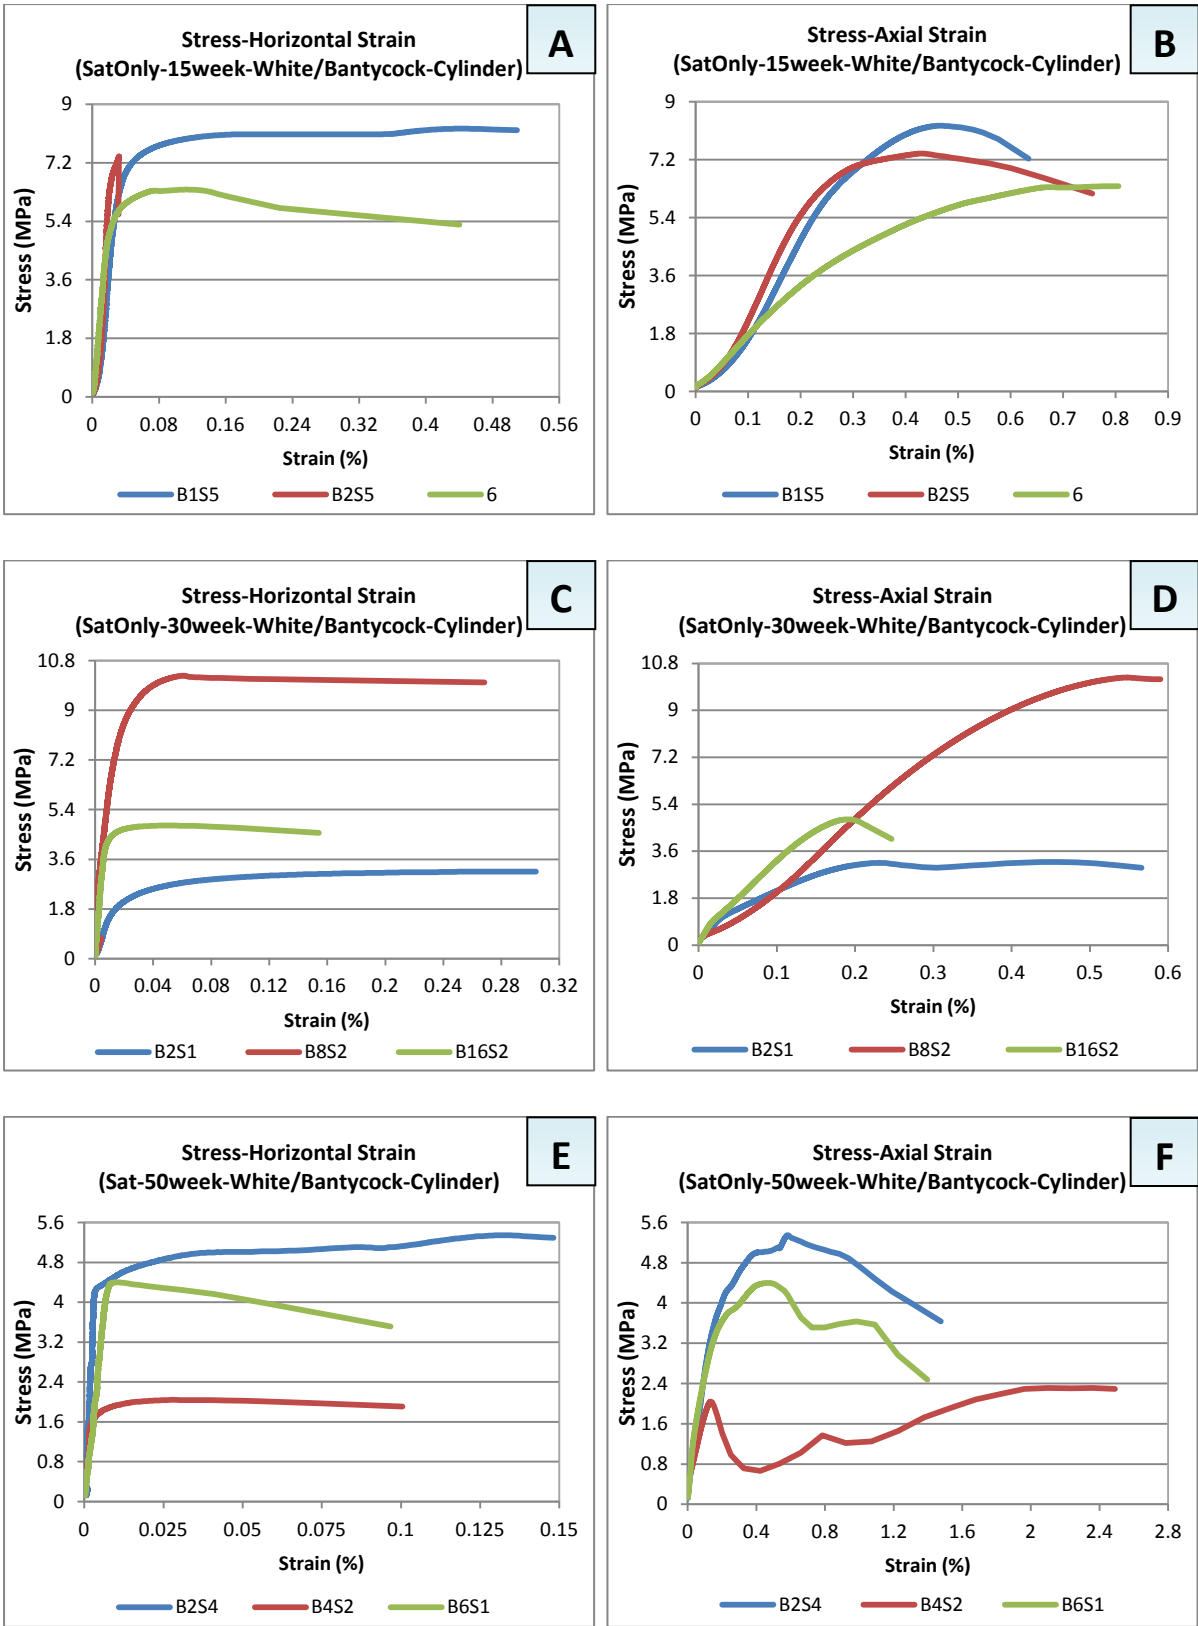 Stress-Horizontal Strain
(SatOnly-15week-White/Bantycock-Cylinder)
A
9
7.2
5.4
3.6
1.8
0
Stress (MPa)
0 0.08 0.16 0.24 0.32 0.4 0.48 0.56
Strain (%)
B1S5 B2S5 6
Stress-Axial Strain
(SatOnly-15week-White/Bantycock-Cylinder)
B
9
7.2
5.4
3.6
1.8
0
Stress (MPa)
0 0.1 0.2 0.3 0.4 0.5 0.6 0.7 0.8 0.9
Strain (%)
B1S5 B2S5 6
Stress-Horizontal Strain
(SatOnly-30week-White/Bantycock-Cylinder)
C
10.8
9
7.2
5.4
3.6
1.8
0
Stress (MPa)
0 0.04 0.08 0.12 0.16 0.2 0.24 0.28 0.32
Strain (%)
B2S1 B8S2 B16S2
Stress-Axial Strain
(SatOnly-30week-White/Bantycock-Cylinder)
D
10.8
9
7.2
5.4
3.6
1.8
0
Stress (MPa)
0 0.1 0.2 0.3 0.4 0.5 0.6
Strain (%)
B2S1 B8S2 B16S2
Stress-Horizontal Strain
(Sat-50week-White/Bantycock-Cylinder)
E
5.6
4.8
4
3.2
2.4
1.6
0.8
0
Stress (MPa)
0 0.025 0.05 0.075 0.1 0.125 0.15
Strain (%)
B2S4 B4S2 B6S1
Stress-Axial Strain
(SatOnly-50week-White/Bantycock-Cylinder)
F
5.6
4.8
4
3.2
2.4
1.6
0.8
0
Stress (MPa)
0 0.4 0.8 1.2 1.6 2 2.4 2.8
Strain (%)
B2S4 B4S2 B6S1